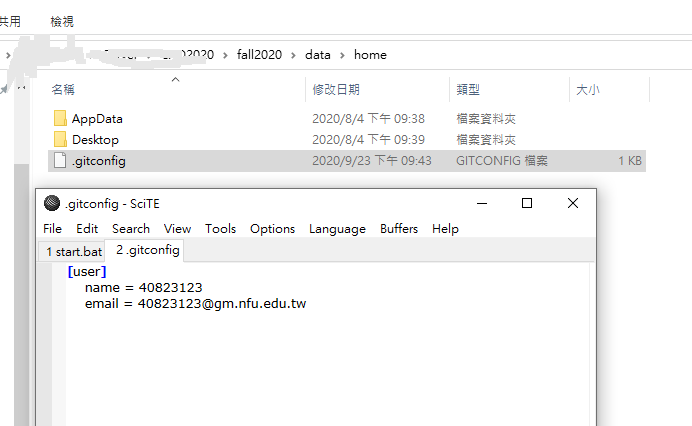 共用 檢視
fall2020 > data > home
名稱 修改日期 類型 大小
AppData 2020/8/4 下午 09:38 檔案資料夾
Desktop 2020/8/4 下午 09:39 檔案資料夾
.gitconfig 2020/9/23 下午 09:43 GITCONFIG 檔案 1 KB
.gitconfig - SciTE
File Edit Search View Tools Options Language Buffers Help
1 start.bat 2 .gitconfig
[user]
name = 40823123
email = 40823123@gm.nfu.edu.tw